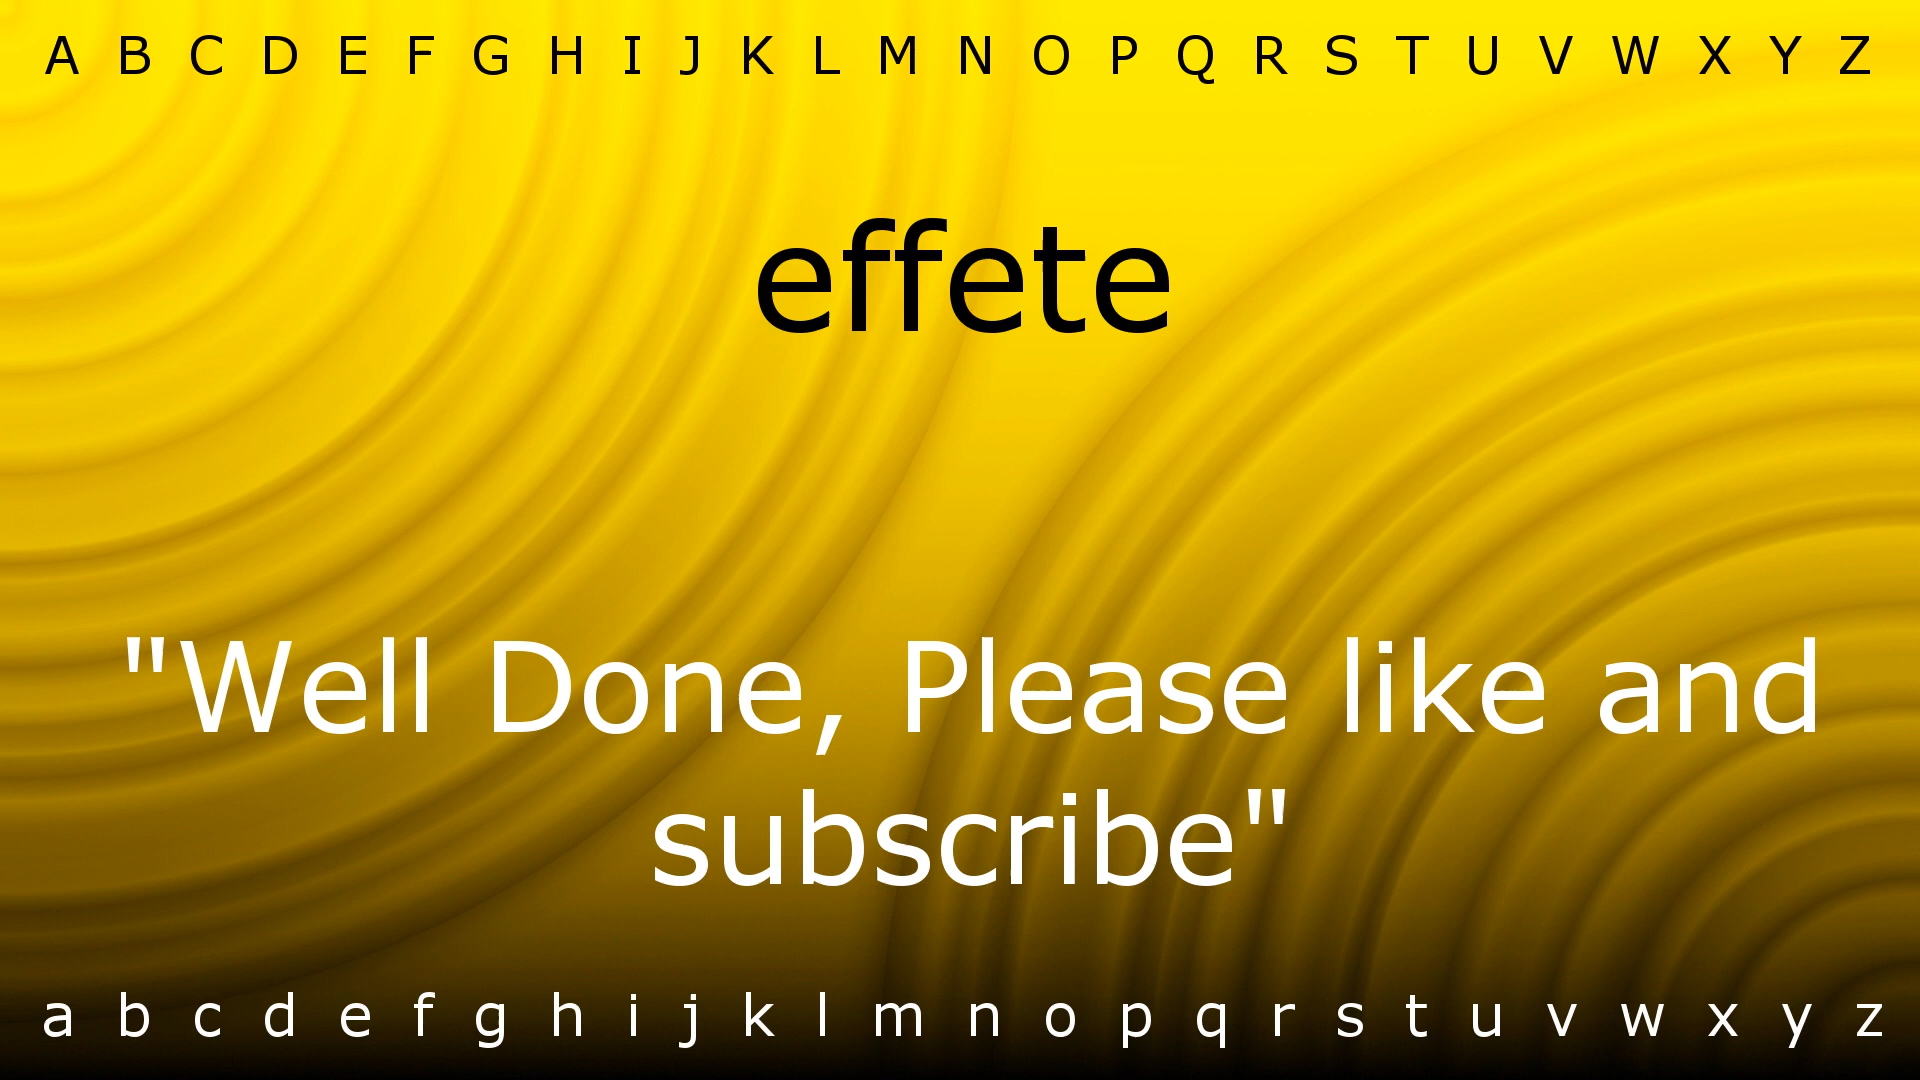 A B C D E F G H I J K L M N O P Q R S T U V W X Y Z
effete
"Well Done, Please like and
subscribe"
a b c d e f g h i j k l m n o p q r s t u v w x y z